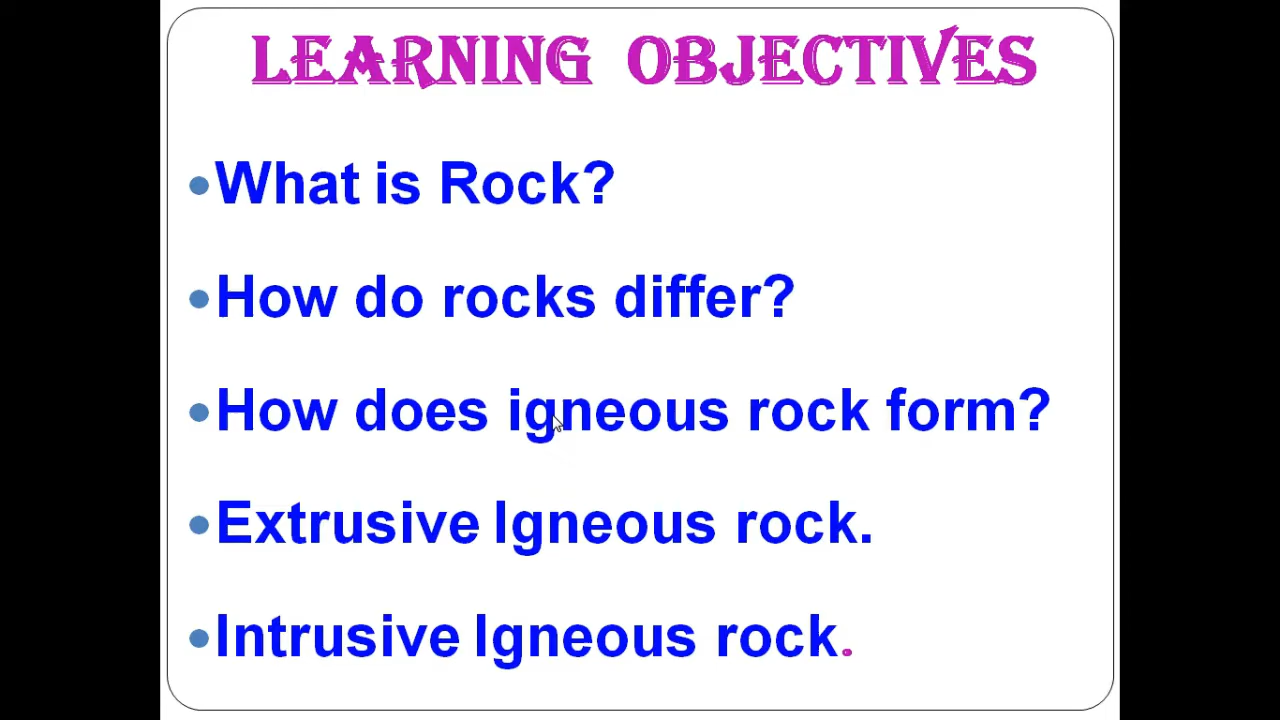 LEARNING OBJECTIVES
•What is Rock?
•How do rocks differ?
•How does igneous rock form?
•Extrusive Igneous rock.
•Intrusive Igneous rock.